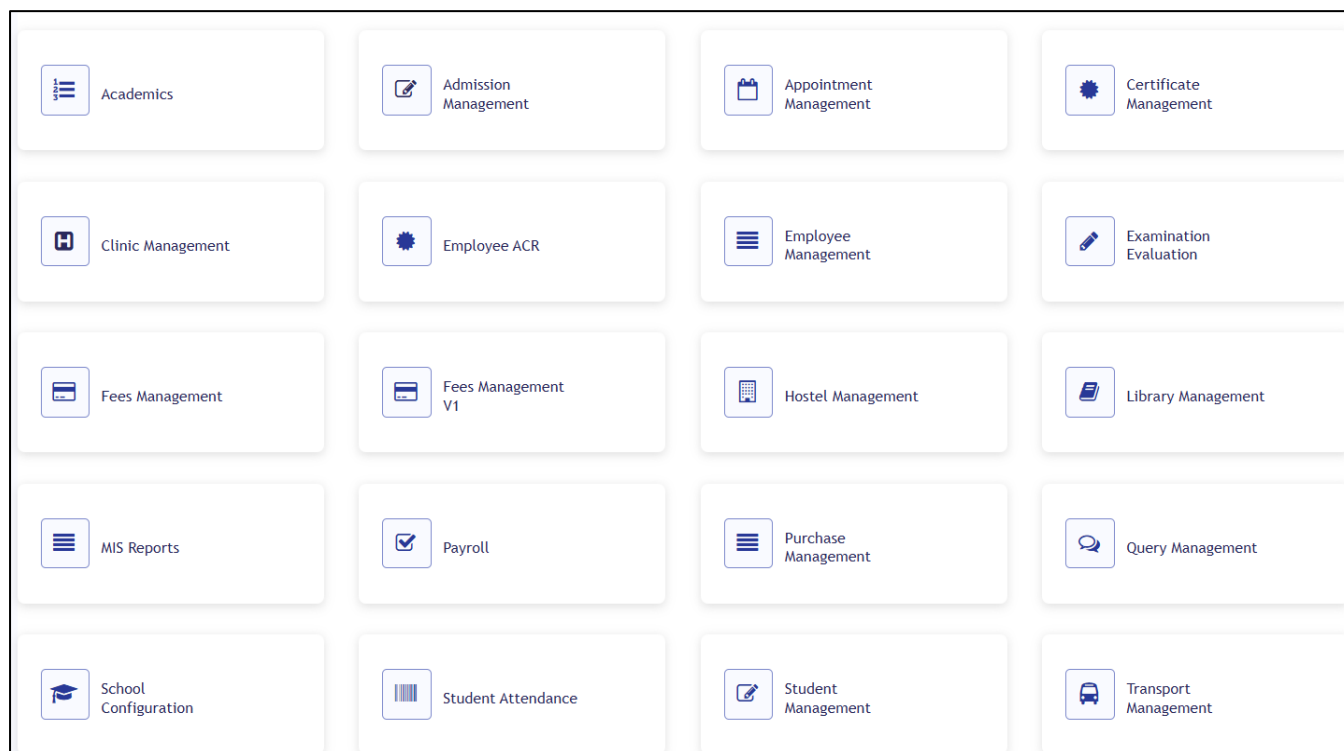 Academics
Admission
Management
Appointment
Management
Certificate
Management
Clinic Management
Employee ACR
Employee
Management
Examination
Evaluation
Fees Management
Fees Management
V1
Hostel Management
Library Management
MIS Reports
Payroll
Purchase
Management
Query Management
School
Configuration
Student Attendance
Student
Management
Transport
Management